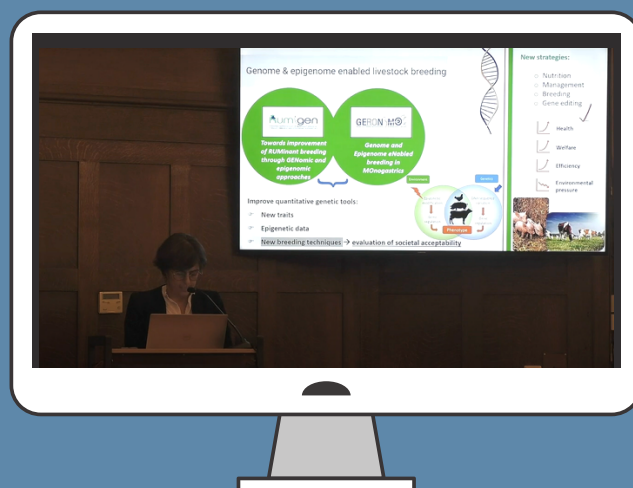 Genome & epigenome enabled livestock breeding
Rumigen
Towards improvement
of RUMinant breeding
through GENomic and
epigenomic
approaches
GERONIMO
Genome and
Epigenome eNabled
breeding in
MOnogastrics
Improve quantitative genetic tools:
New traits
Epigenetic data
New breeding techniques → evaluation of societal acceptability
Phenotype
New strategies:
Nutrition
Management
Breeding
Gene editing
Health
Welfare
Efficiency
Environmental
pressure